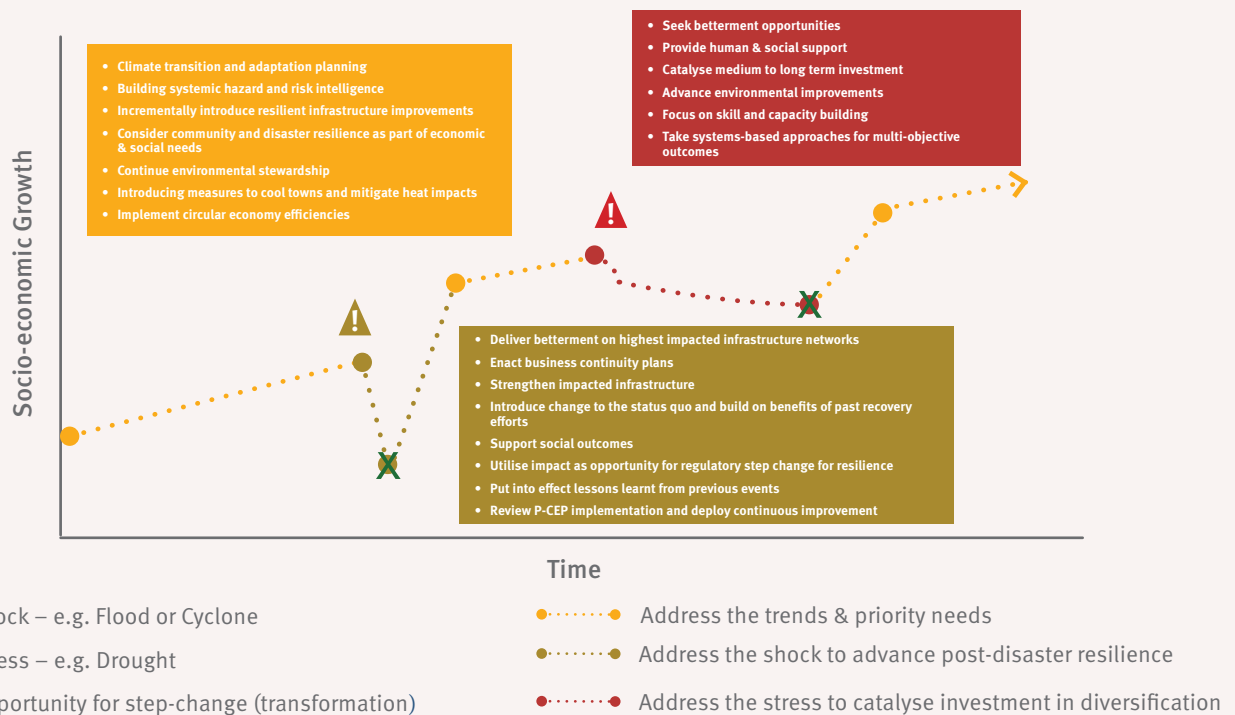 • Seek betterment opportunities
• Provide human & social support
• Catalyse medium to long term investment
• Advance environmental improvements
• Focus on skill and capacity building
• Take systems-based approaches for multi-objective
outcomes
• Climate transition and adaptation planning
• Building systemic hazard and risk intelligence
• Incrementally introduce resilient infrastructure improvements
• Consider community and disaster resilience as part of economic
& social needs
• Continue environmental stewardship
• Introducing measures to cool towns and mitigate heat impacts
• Implement circular economy efficiencies
Socio-economic Growth
!
!
X
X
• Deliver betterment on highest impacted infrastructure networks
• Enact business continuity plans
• Strengthen impacted infrastructure
• Introduce change to the status quo and build on benefits of past recovery
efforts
• Support social outcomes
• Utilise impact as opportunity for regulatory step change for resilience
• Put into effect lessons learnt from previous events
• Review P-CEP implementation and deploy continuous improvement
Time
ock – e.g. Flood or Cyclone
ess – e.g. Drought
portunity for step-change (transformation)
Address the trends & priority needs
Address the shock to advance post-disaster resilience
Address the stress to catalyse investment in diversification